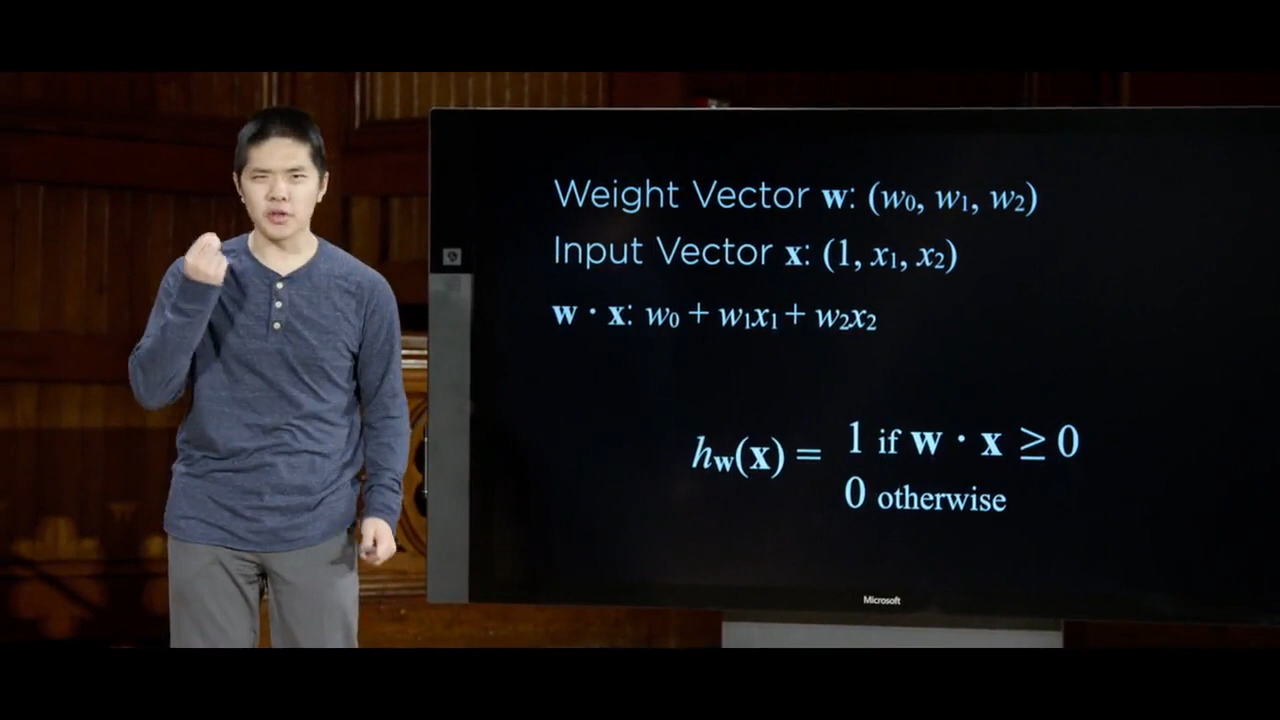 Weight Vector w: (w₀, w₁, w₂)
Input Vector x: (1, x₁, x₂)
w · x: w₀ + w₁x₁ + w₂x₂
h_w(x) = 1 if w · x ≥ 0
0 otherwise
Microsoft